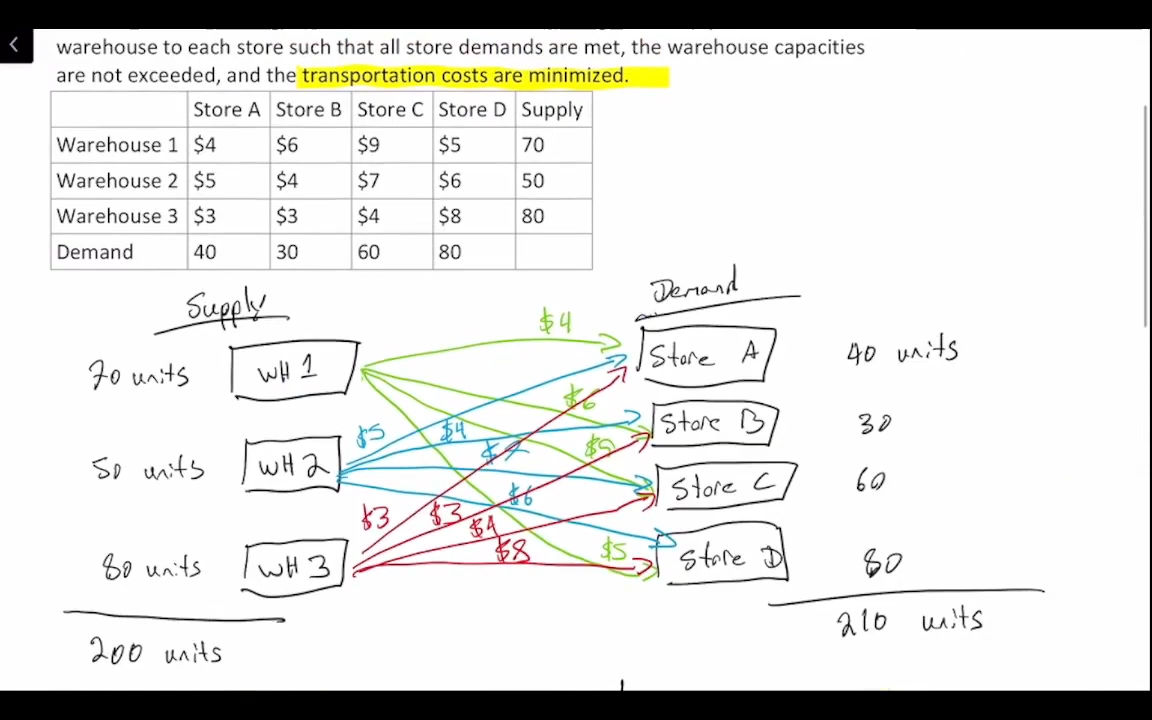 warehouse to each store such that all store demands are met, the warehouse capacities
are not exceeded, and the transportation costs are minimized.
Store A Store B Store C Store D Supply
Warehouse 1 $4 $6 $9 $5 70
Warehouse 2 $5 $4 $7 $6 50
Warehouse 3 $3 $3 $4 $8 80
Demand 40 30 60 80
Supply Demand
$4
70 units WH 1 Store A 40 units
$6
$5 $4 Store B 30
$7 $9
50 units WH 2 Store C 60
$6
$3 $3 $4
$8 $5
80 units WH 3 Store D 80
200 units 210 units